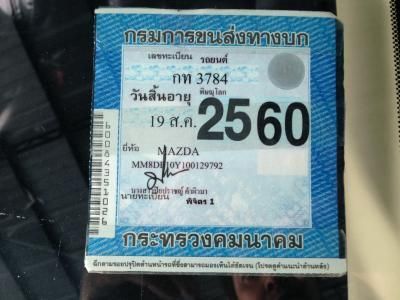 กรมการขนส่งทางบก
เลขทะเบียน รถยนต์
กท 3784
วันสิ้นอายุ พิษณุโลก
19 ส.ค. 2560
ยี่ห้อ MAZDA
MM8DE10Y100129792
นายทะเบียน พิจิตร 1
กระทรวงคมนาคม